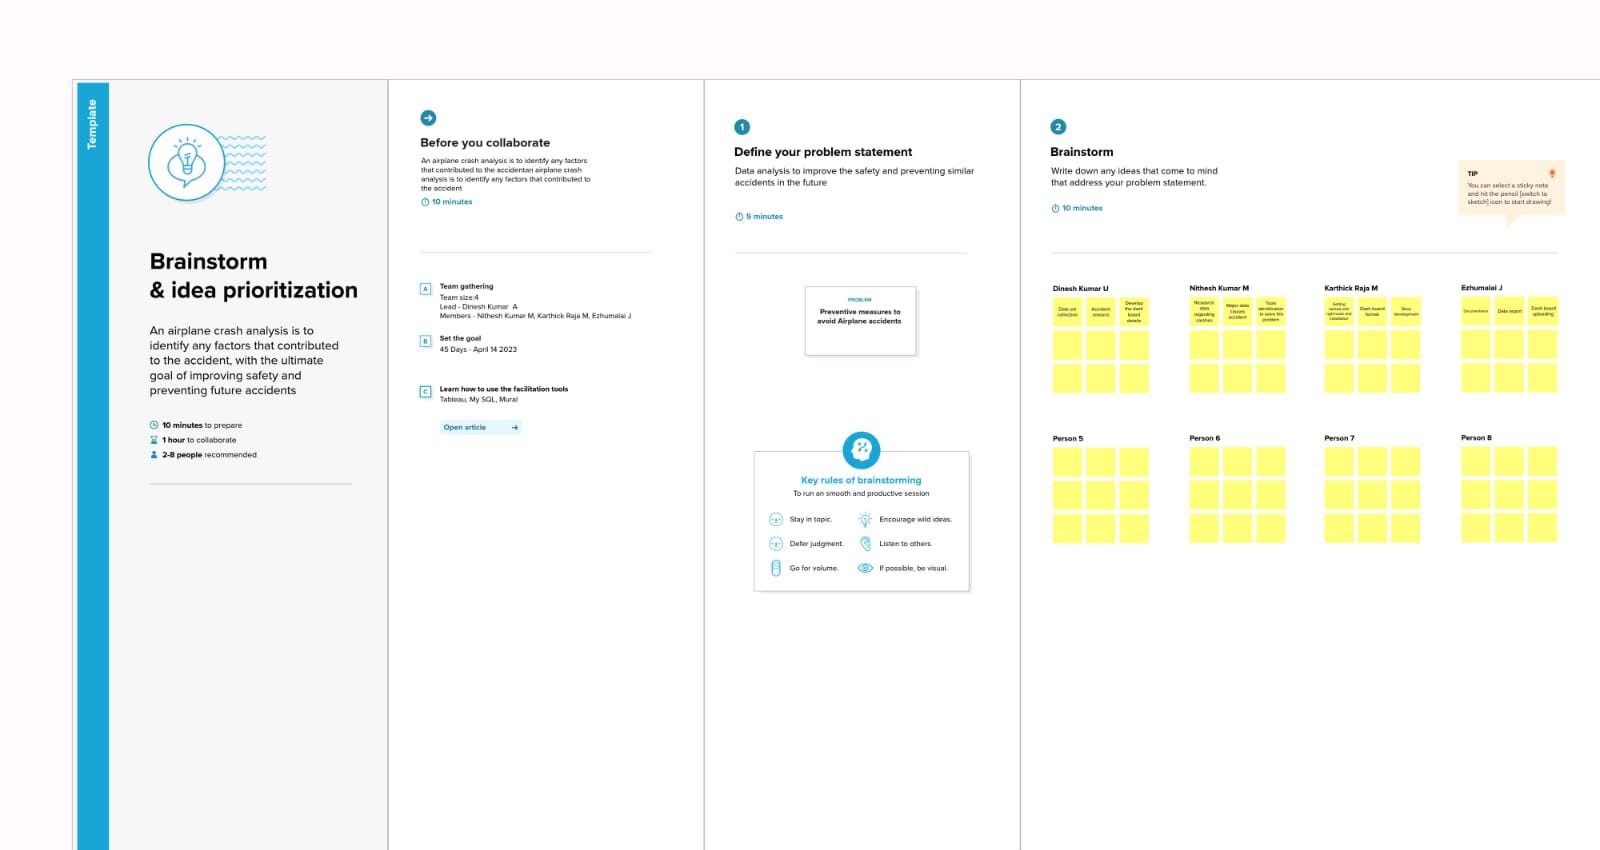 Template
Brainstorm
& idea prioritization
An airplane crash analysis is to
identify any factors that contributed
to the accident, with the ultimate
goal of improving safety and
preventing future accidents
10 minutes to prepare
1 hour to collaborate
2-8 people recommended
Before you collaborate
An airplane crash analysis is to identify any factors
that contributed to the accidentan airplane crash
analysis is to identify any factors that contributed to
the accident
10 minutes
A
Team gathering
Team size:4
Lead - Dinesh Kumar A
Members - Nithesh Kumar M, Karthick Raja M, Ezhumalai J
B
Set the goal
45 Days - April 14 2023
C
Learn how to use the facilitation tools
Tableau, My SQL, Mural
Open article
1
Define your problem statement
Data analysis to improve the safety and preventing similar
accidents in the future
5 minutes
PROBLEM
Preventive measures to
avoid Airplane accidents
Key rules of brainstorming
To run an smooth and productive session
Stay in topic.
Encourage wild ideas.
Defer judgment.
Listen to others.
Go for volume.
If possible, be visual.
2
Brainstorm
Write down any ideas that come to mind
that address your problem statement.
10 minutes
TIP
You can select a sticky note
and hit the pencil [switch to
sketch] icon to start drawing!
Dinesh Kumar U
Data set
collection
Accident
reasons
Develop
the dash
board
details
Nithesh Kumar M
Research
data
regarding
crashes
Major data
causes
accident
Tools
identification
to solve this
problem
Karthick Raja M
Getting
started with
right tools and
installation
Dash board
format
Story
development
Ezhumalai J
Documentation
Data report
Dash board
uploading
Person 5
Person 6
Person 7
Person 8